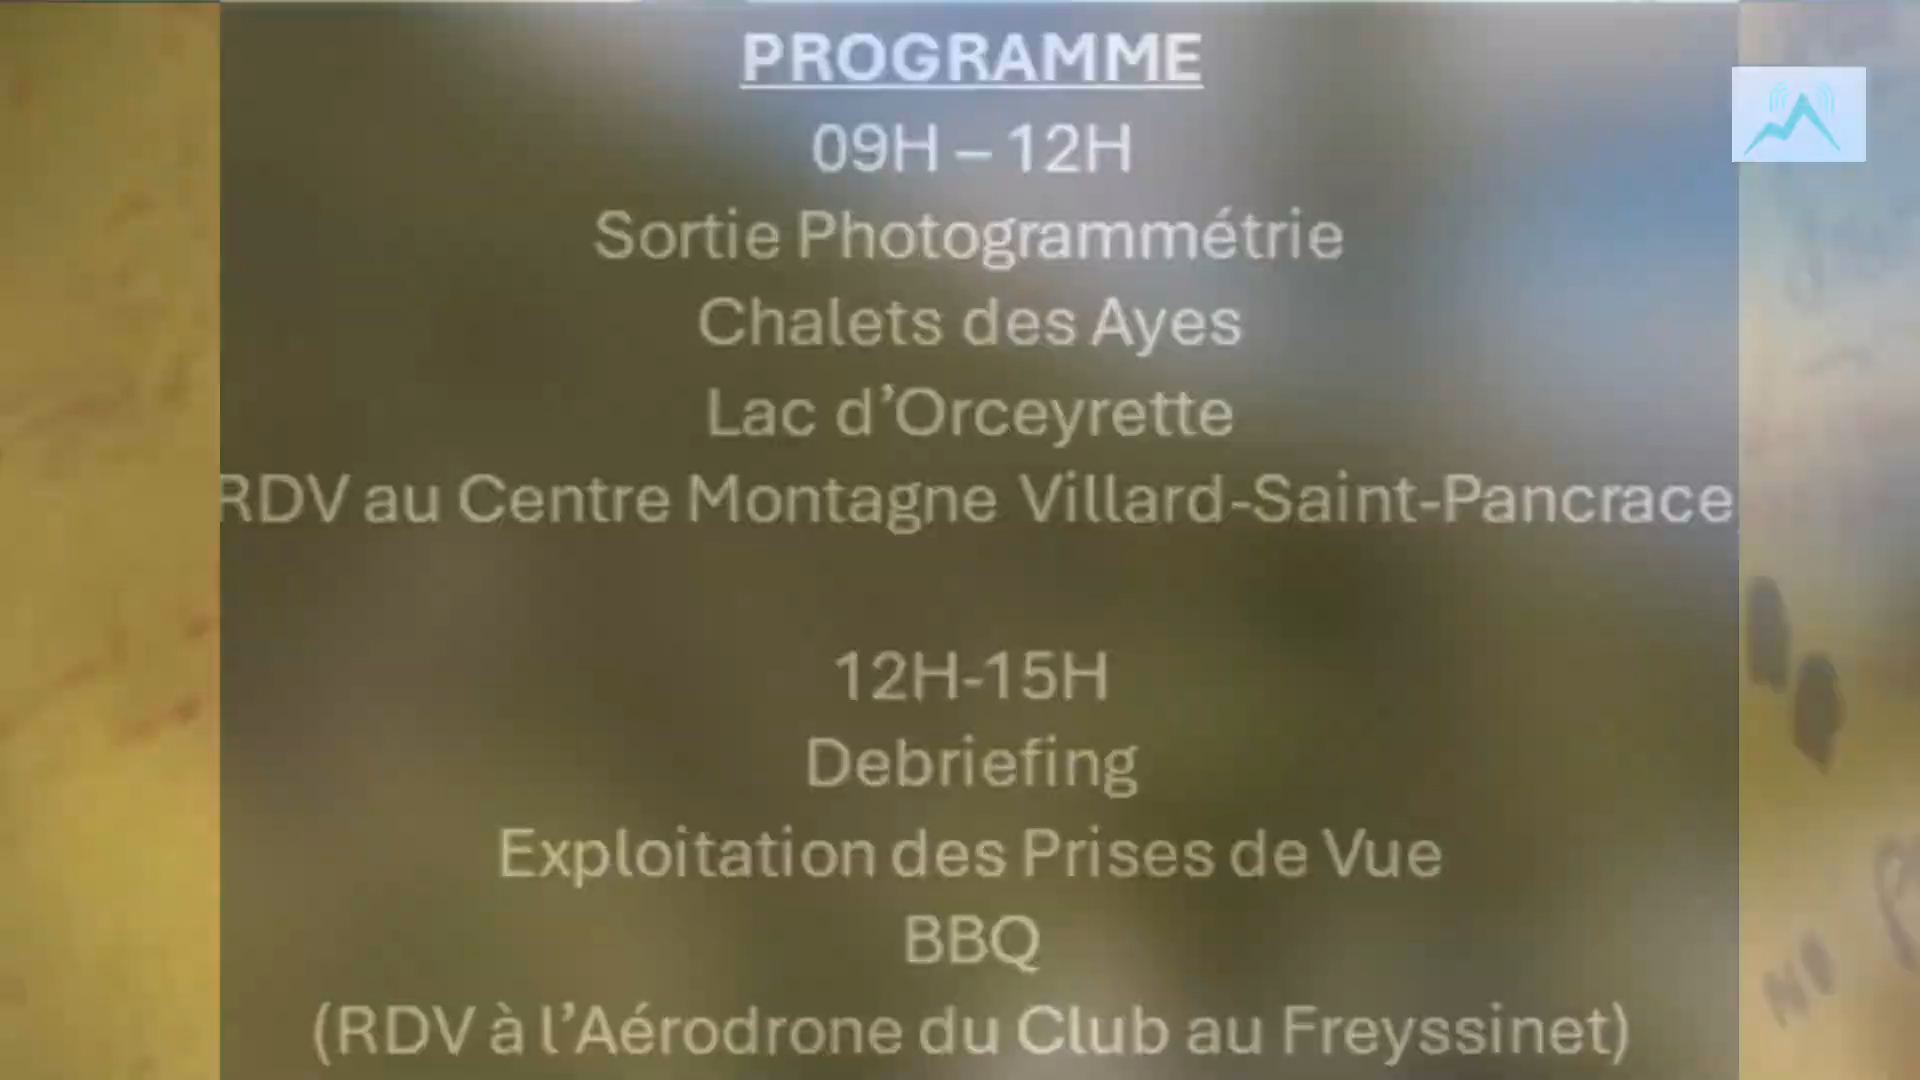 PROGRAMME
09H – 12H
Sortie Photogrammétrie
Chalets des Ayes
Lac d’Orceyrette
RDV au Centre Montagne Villard-Saint-Pancrace
12H-15H
Debriefing
Exploitation des Prises de Vue
BBQ
(RDV à l’Aérodrone du Club au Freyssinet)